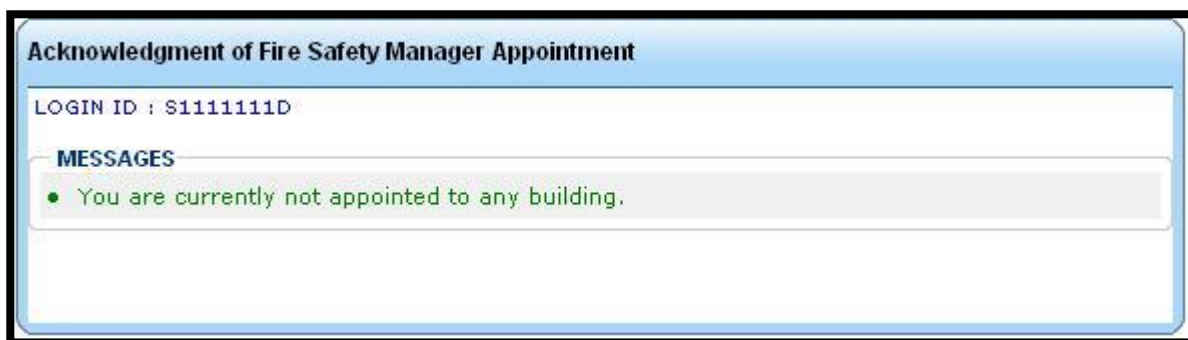 Acknowledgment of Fire Safety Manager Appointment
LOGIN ID : S1111111D
MESSAGES
• You are currently not appointed to any building.